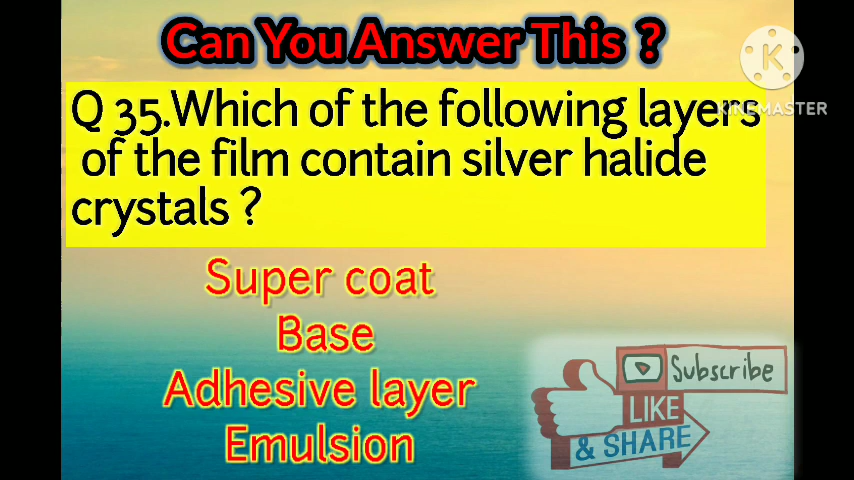 Can You Answer This ?
K
KINEMASTER
Q 35.Which of the following layers
of the film contain silver halide
crystals ?
Super coat
Base
Adhesive layer
Emulsion
Subscribe
LIKE
& SHARE